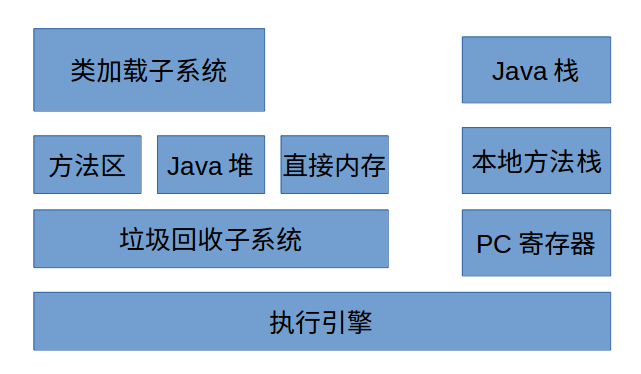 类加载子系统
Java 栈
方法区
Java 堆
直接内存
本地方法栈
垃圾回收子系统
PC 寄存器
执行引擎